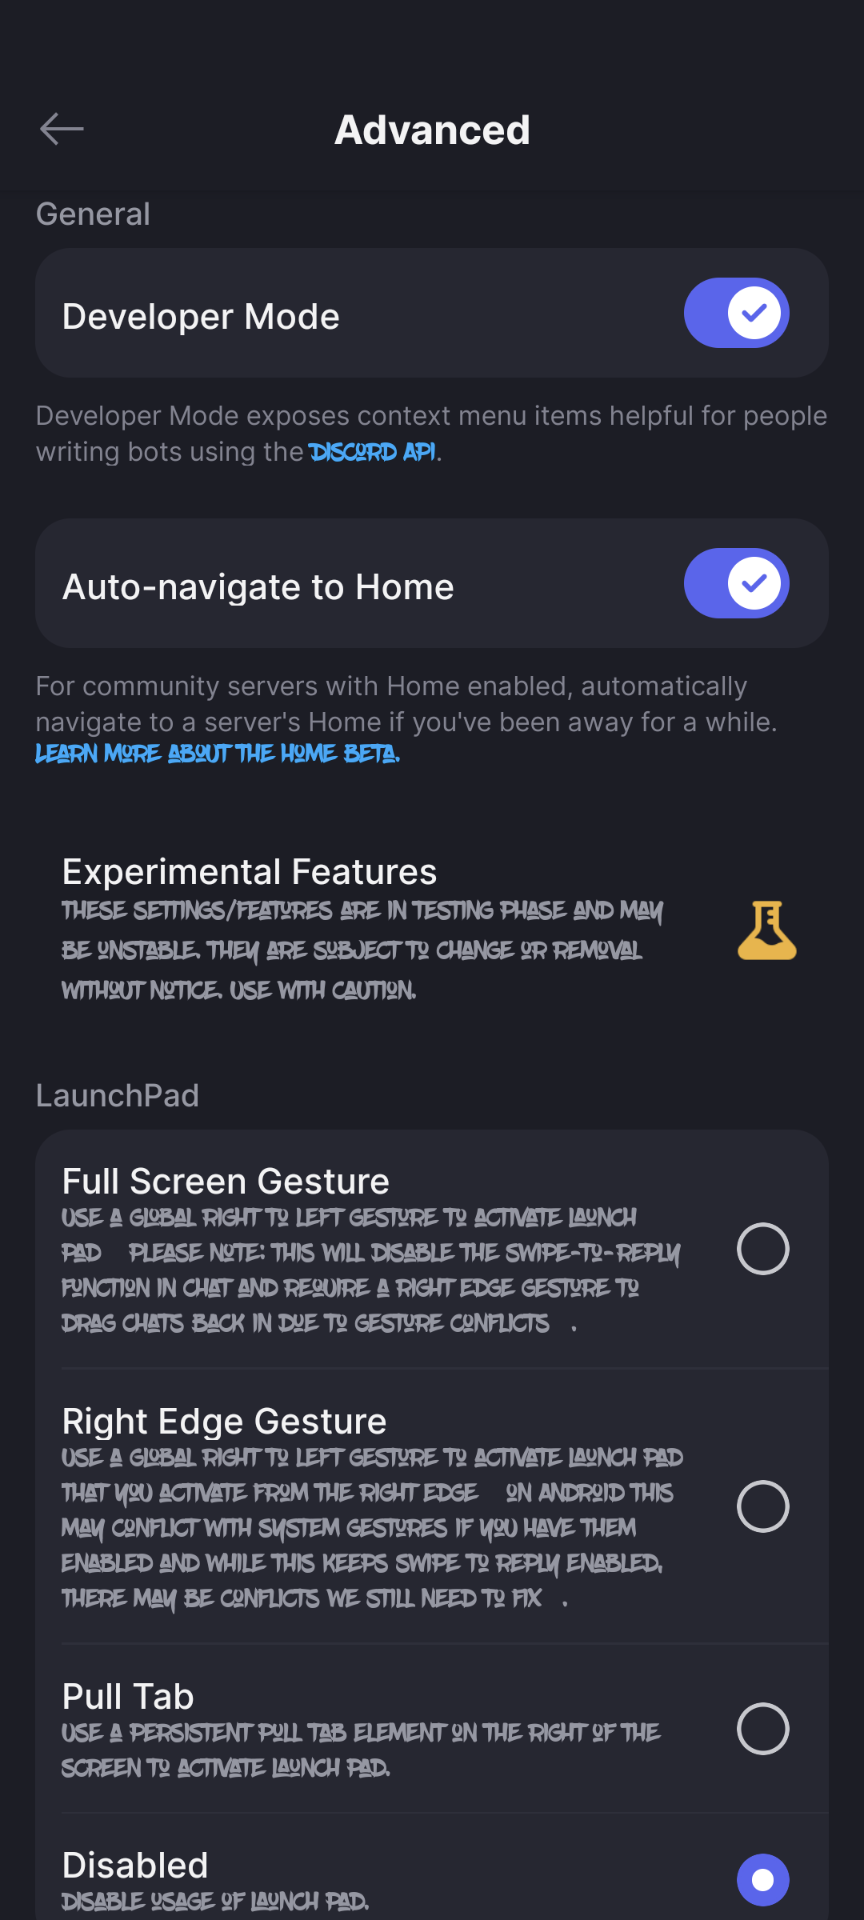 Advanced
General
Developer Mode
Developer Mode exposes context menu items helpful for people
writing bots using the DISCORD API.
Auto-navigate to Home
For community servers with Home enabled, automatically
navigate to a server's Home if you've been away for a while.
LEARN MORE ABOUT THE HOME BETA.
Experimental Features
THESE SETTINGS/FEATURES ARE IN TESTING PHASE AND MAY
BE UNSTABLE. THEY ARE SUBJECT TO CHANGE OR REMOVAL
WITHOUT NOTICE. USE WITH CAUTION.
LaunchPad
Full Screen Gesture
USE A GLOBAL RIGHT TO LEFT GESTURE TO ACTIVATE LAUNCH
PAD PLEASE NOTE: THIS WILL DISABLE THE SWIPE-TO-REPLY
FUNCTION IN CHAT AND REQUIRE A RIGHT EDGE GESTURE TO
DRAG CHATS BACK IN DUE TO GESTURE CONFLICTS .
Right Edge Gesture
USE A GLOBAL RIGHT TO LEFT GESTURE TO ACTIVATE LAUNCH PAD
THAT YOU ACTIVATE FROM THE RIGHT EDGE ON ANDROID THIS
MAY CONFLICT WITH SYSTEM GESTURES IF YOU HAVE THEM
ENABLED AND WHILE THIS KEEPS SWIPE TO REPLY ENABLED,
THERE MAY BE CONFLICTS WE STILL NEED TO FIX .
Pull Tab
USE A PERSISTENT PULL TAB ELEMENT ON THE RIGHT OF THE
SCREEN TO ACTIVATE LAUNCH PAD.
Disabled
DISABLE USAGE OF LAUNCH PAD.